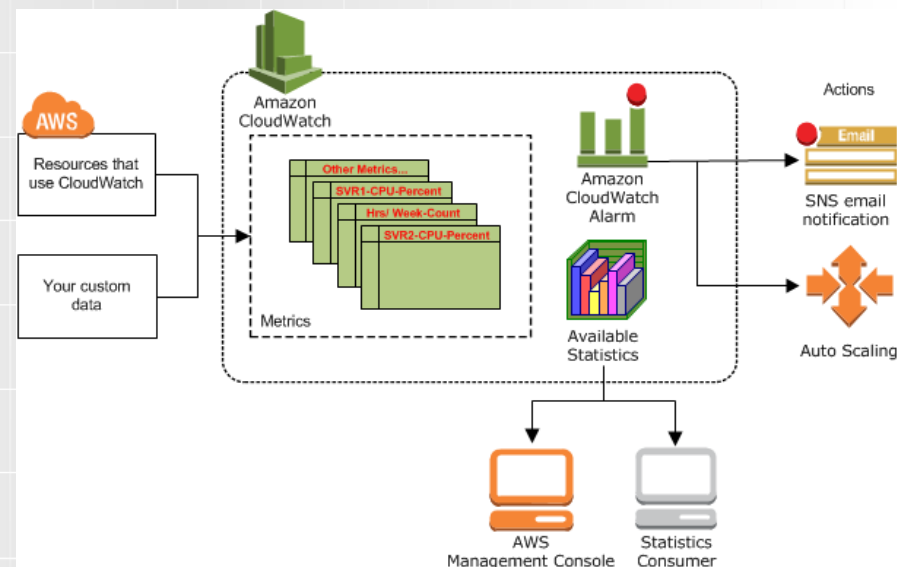 AWS
Resources that
use CloudWatch
Your custom
data
Amazon
CloudWatch
Other Metrics...
SVR1-CPU-Percent
Hrs/ Week-Count
SVR2-CPU-Percent
Metrics
Amazon
CloudWatch
Alarm
Available
Statistics
Actions
Email
SNS email
notification
Auto Scaling
AWS
Management Console
Statistics
Consumer